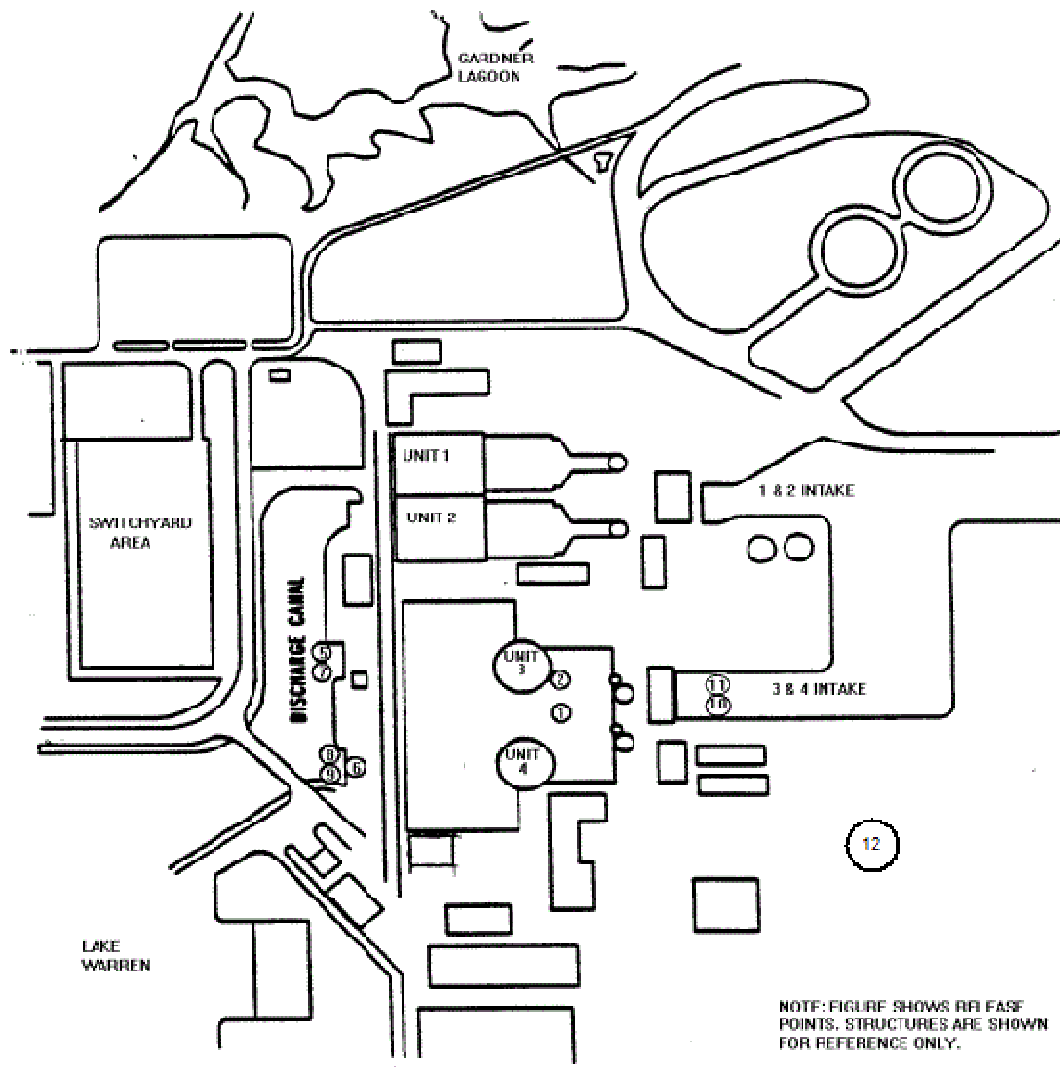 GARDNER
LAGOON
UNIT 1
1 & 2 INTAKE
UNIT 2
SWITCHYARD
AREA
DISCHARGE CANAL
UNIT
3
2
11
10
3 & 4 INTAKE
1
8
9
6
UNIT
4
12
LAKE
WARREN
NOTE: FIGURE SHOWS RELEASE
POINTS. STRUCTURES ARE SHOWN
FOR REFERENCE ONLY.